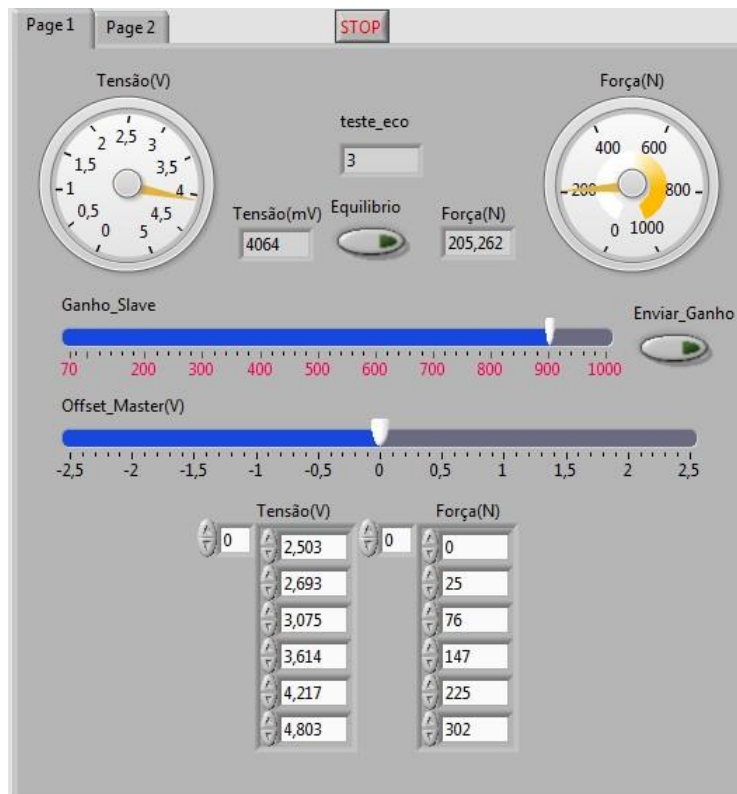 Page 1 Page 2 STOP
Tensão(V)
0 0,5 1 1,5 2 2,5 3 3,5 4 4,5 5
teste_eco
3
Força(N)
0 200 400 600 800 1000
Tensão(mV) Equilibrio Força(N)
4064 205,262
Ganho_Slave Enviar_Ganho
70 200 300 400 500 600 700 800 900 1000
Offset_Master(V)
-2,5 -2 -1,5 -1 -0,5 0 0,5 1 1,5 2 2,5
Tensão(V) Força(N)
0 2,503 0 0
2,693 25
3,075 76
3,614 147
4,217 225
4,803 302